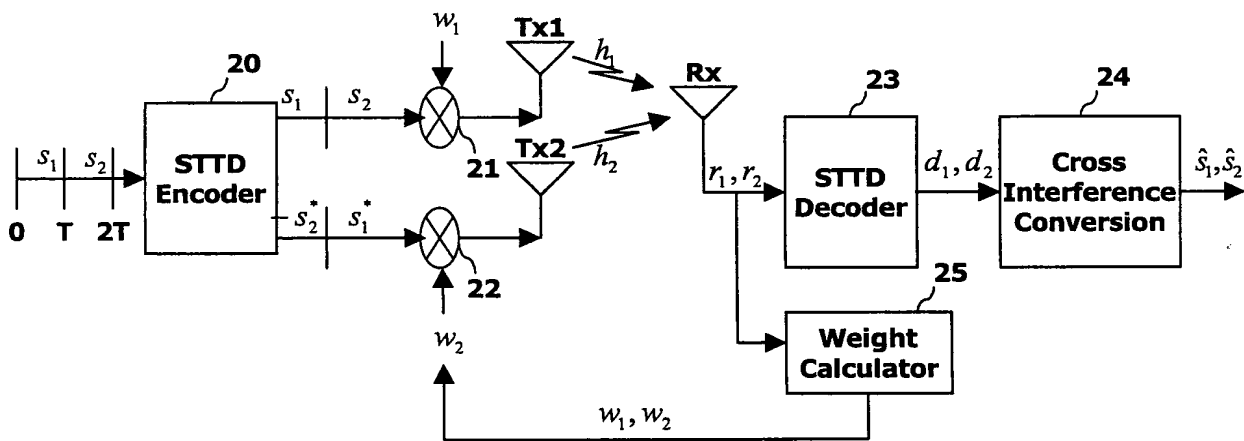 w₁
Tx1
h₁
Rx
20
s₁ s₂
21
23
24
s₁ s₂
STTD
Encoder
Tx2
h₂
r₁, r₂
STTD
Decoder
d₁, d₂
Cross
Interference
Conversion
ŝ₁, ŝ₂
0 T 2T
s₂* s₁*
22
25
w₂
Weight
Calculator
w₁, w₂